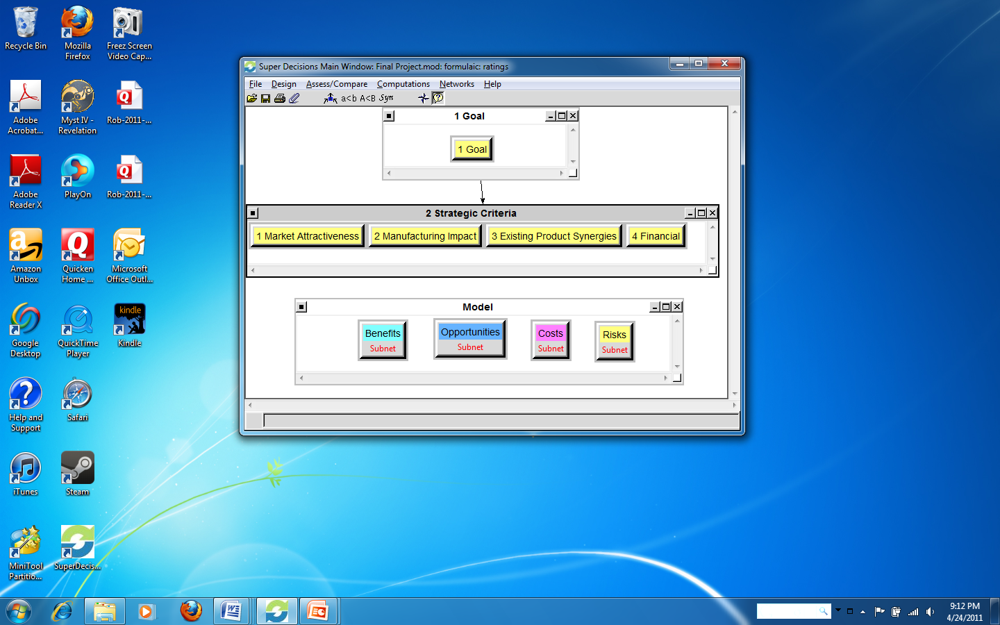 Recycle Bin
Mozilla
Firefox
Freez Screen
Video Cap...
Adobe
Acrobat...
Myst IV -
Revelation
Rob-2011-...
Adobe
Reader X
PlayOn
Rob-2011-...
Amazon
Unbox
Quicken
Home ...
Microsoft
Office Outl...
Google
Desktop
QuickTime
Player
kindle
Kindle
Help and
Support
Safari
iTunes
Steam
MiniTool
Partitio...
SuperDecis...
Super Decisions Main Window: Final Project.mod: formulaic: ratings
File Design Assess/Compare Computations Networks Help
a<b A<B Syn
1 Goal
1 Goal
2 Strategic Criteria
1 Market Attractiveness 2 Manufacturing Impact 3 Existing Product Synergies 4 Financial
Model
Benefits Opportunities Costs Risks
Subnet Subnet Subnet Subnet
9:12 PM
4/24/2011